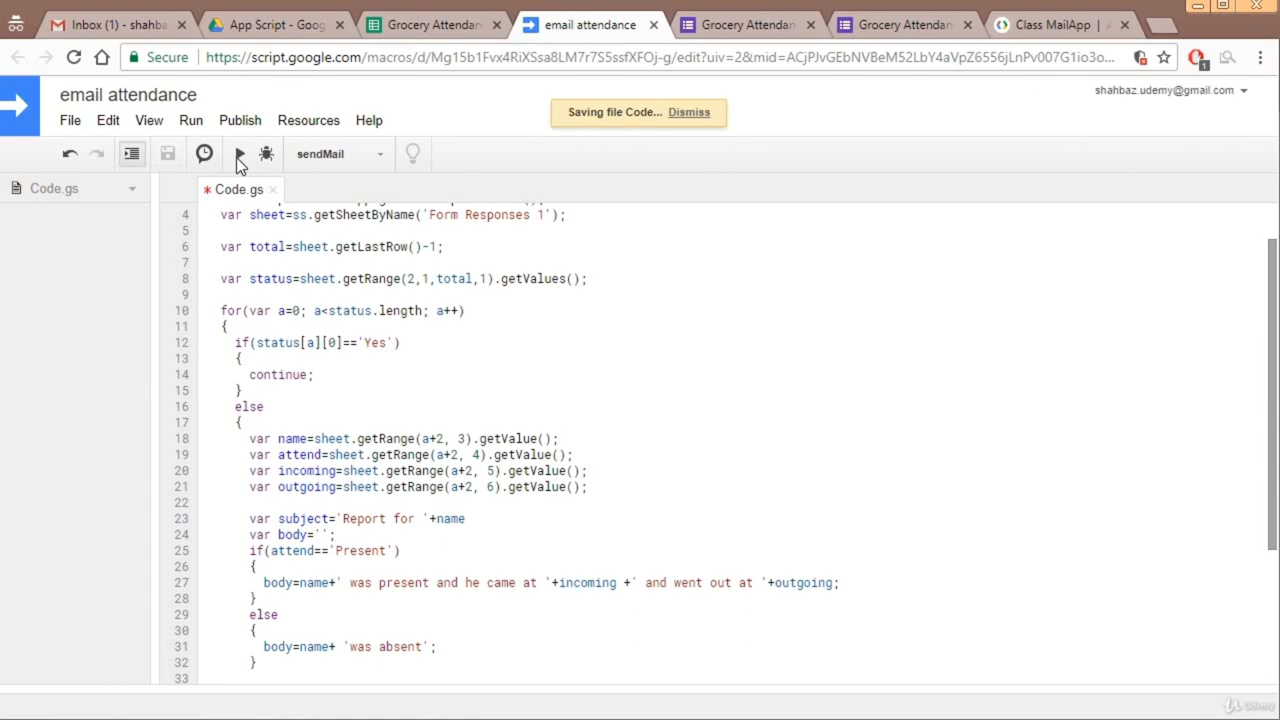 Inbox (1) - shahba
App Script - Goog
Grocery Attendan
email attendance
Grocery Attendan
Grocery Attendan
Class MailApp | A
Secure
https://script.google.com/macros/d/Mg15b1Fvx4RiXSsa8LM7r7S5ssfXFOj-g/edit?uiv=2&mid=ACjPJvGEbNVBeM52LbY4aVpZ6556jLnPv007G1io3o...
1
email attendance
shahbaz.udemy@gmail.com
Saving file Code... Dismiss
File Edit View Run Publish Resources Help
sendMail
Code.gs
* Code.gs
4 var sheet=ss.getSheetByName('Form Responses 1');
5
6 var total=sheet.getLastRow()-1;
7
8 var status=sheet.getRange(2,1,total,1).getValues();
9
10 for(var a=0; a<status.length; a++)
11 {
12 if(status[a][0]=='Yes')
13 {
14 continue;
15 }
16 else
17 {
18 var name=sheet.getRange(a+2, 3).getValue();
19 var attend=sheet.getRange(a+2, 4).getValue();
20 var incoming=sheet.getRange(a+2, 5).getValue();
21 var outgoing=sheet.getRange(a+2, 6).getValue();
22
23 var subject='Report for '+name
24 var body='';
25 if(attend=='Present')
26 {
27 body=name+' was present and he came at '+incoming +' and went out at '+outgoing;
28 }
29 else
30 {
31 body=name+ 'was absent';
32 }
33
Udemy